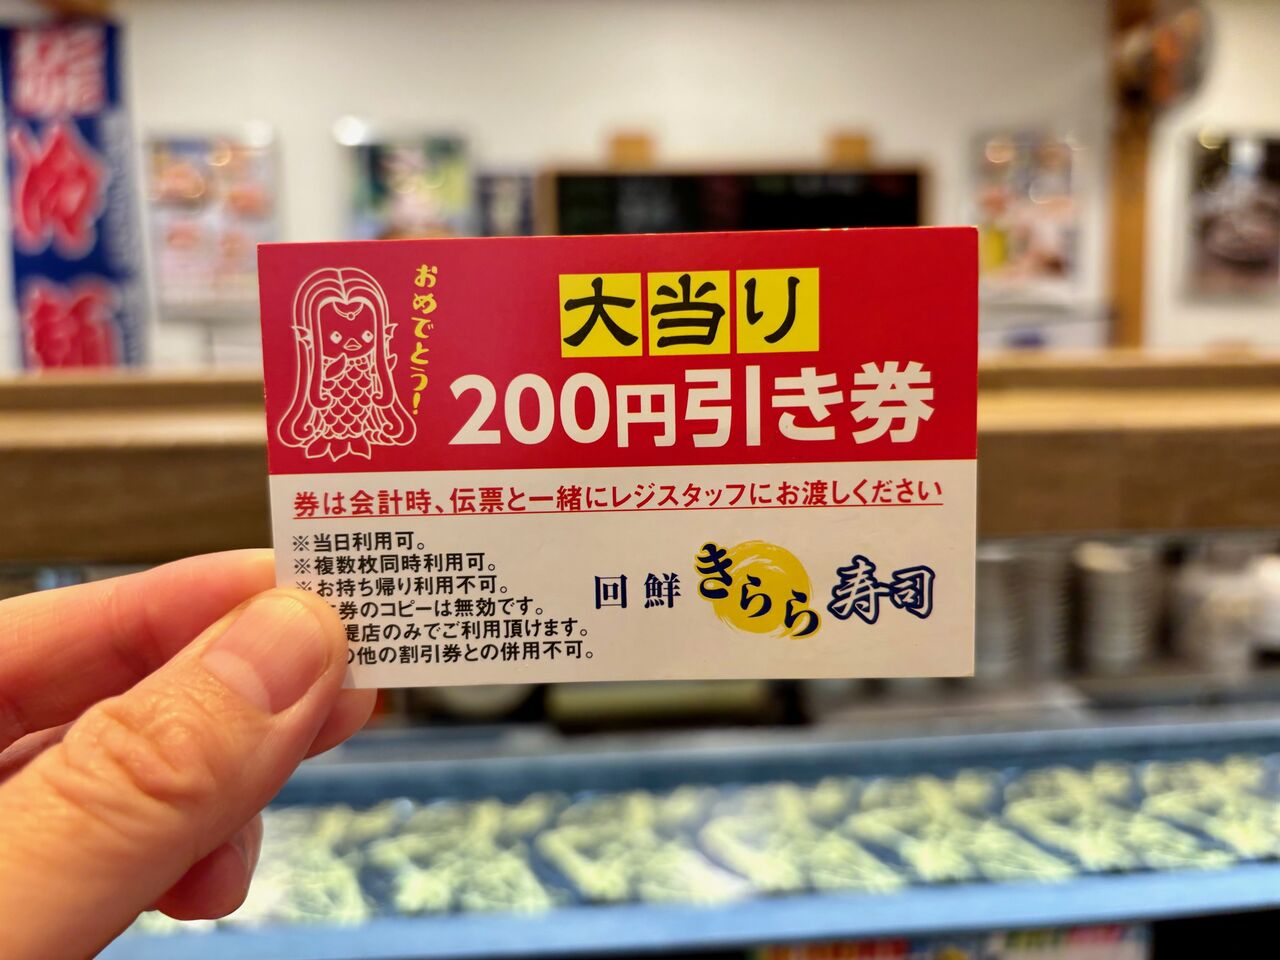 おめでとう!
大当り
200円引き券
券は会計時、伝票と一緒にレジスタッフにお渡しください
※当日利用可。
※複数枚同時利用可。
※お持ち帰り利用不可。
券のコピーは無効です。
店のみでご利用頂けます。
の他の割引券との併用不可。
回鮮 きらら 寿司